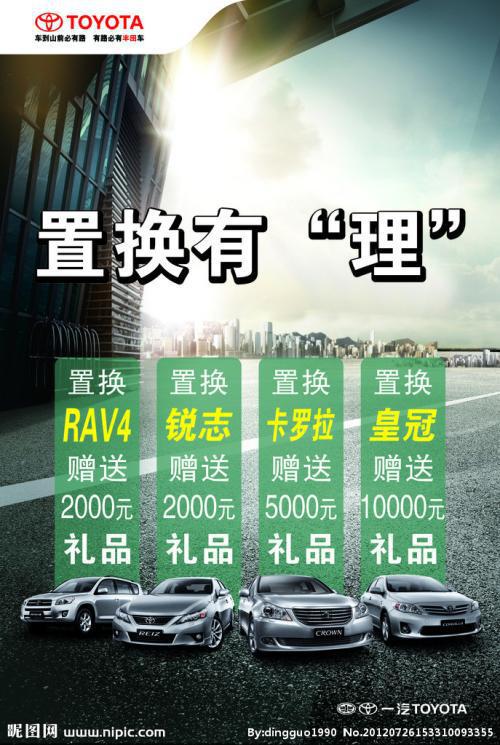 TOYOTA
车到山前必有路 有路必有丰田车
置换有“理”
置换
RAV4
赠送
2000元
礼品
置换
锐志
赠送
2000元
礼品
置换
卡罗拉
赠送
5000元
礼品
置换
皇冠
赠送
10000元
礼品
REIZ
CROWN
COROLLA
一汽TOYOTA
昵图网 www.nipic.com
By:dingguo1990 No.20120726153310093355